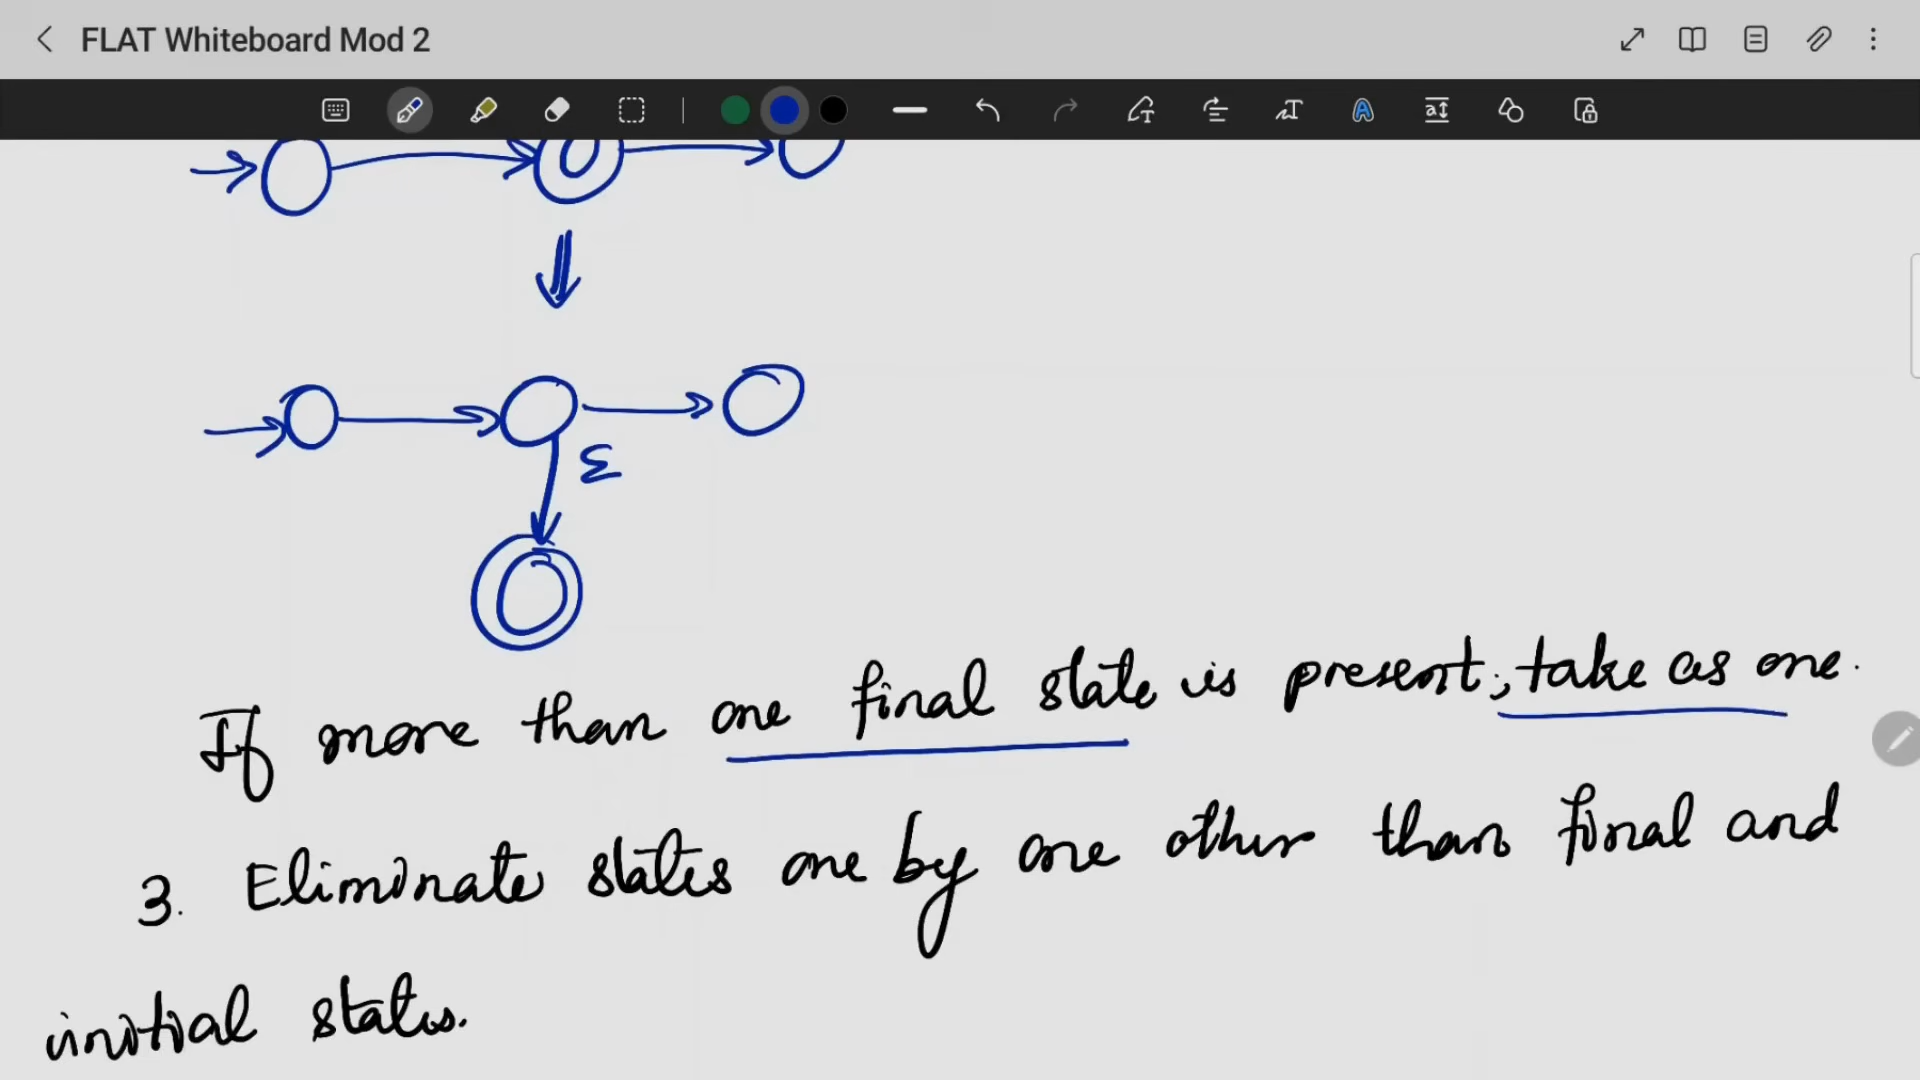 FLAT Whiteboard Mod 2
ε
If more than one final state is present, take as one.
3. Eliminate states one by one other than final and
initial states.